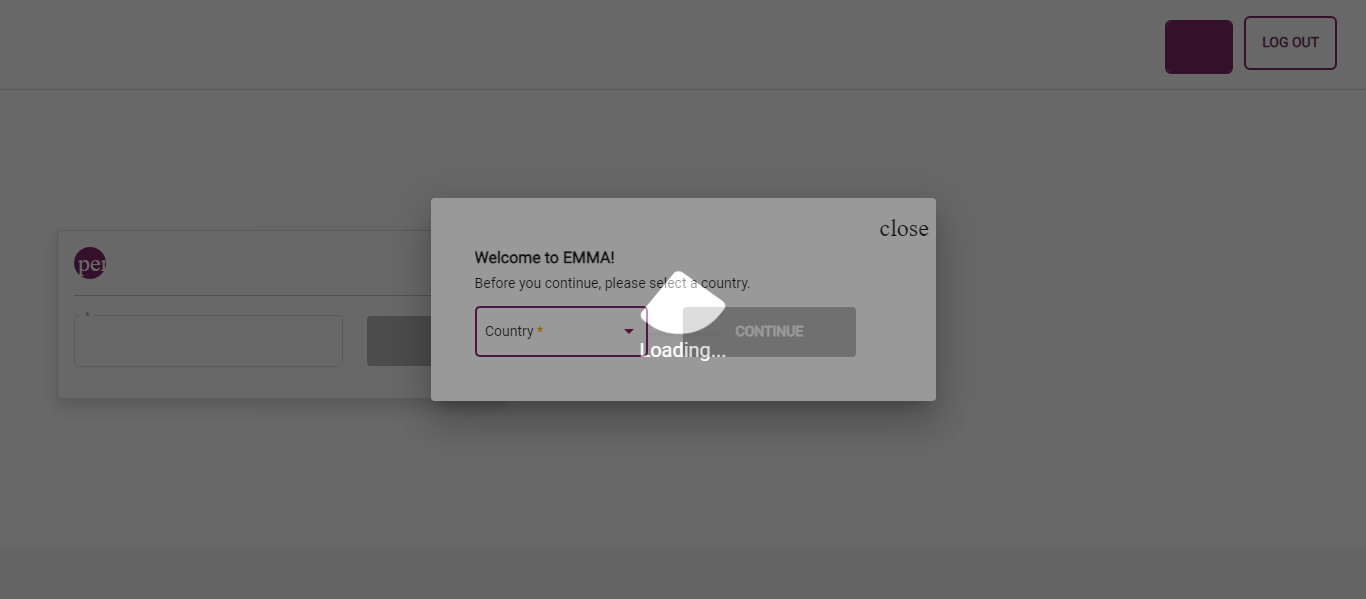 LOG OUT
close
Welcome to EMMA!
Before you continue, please select a country.
Country *
CONTINUE
Loading...
per
*